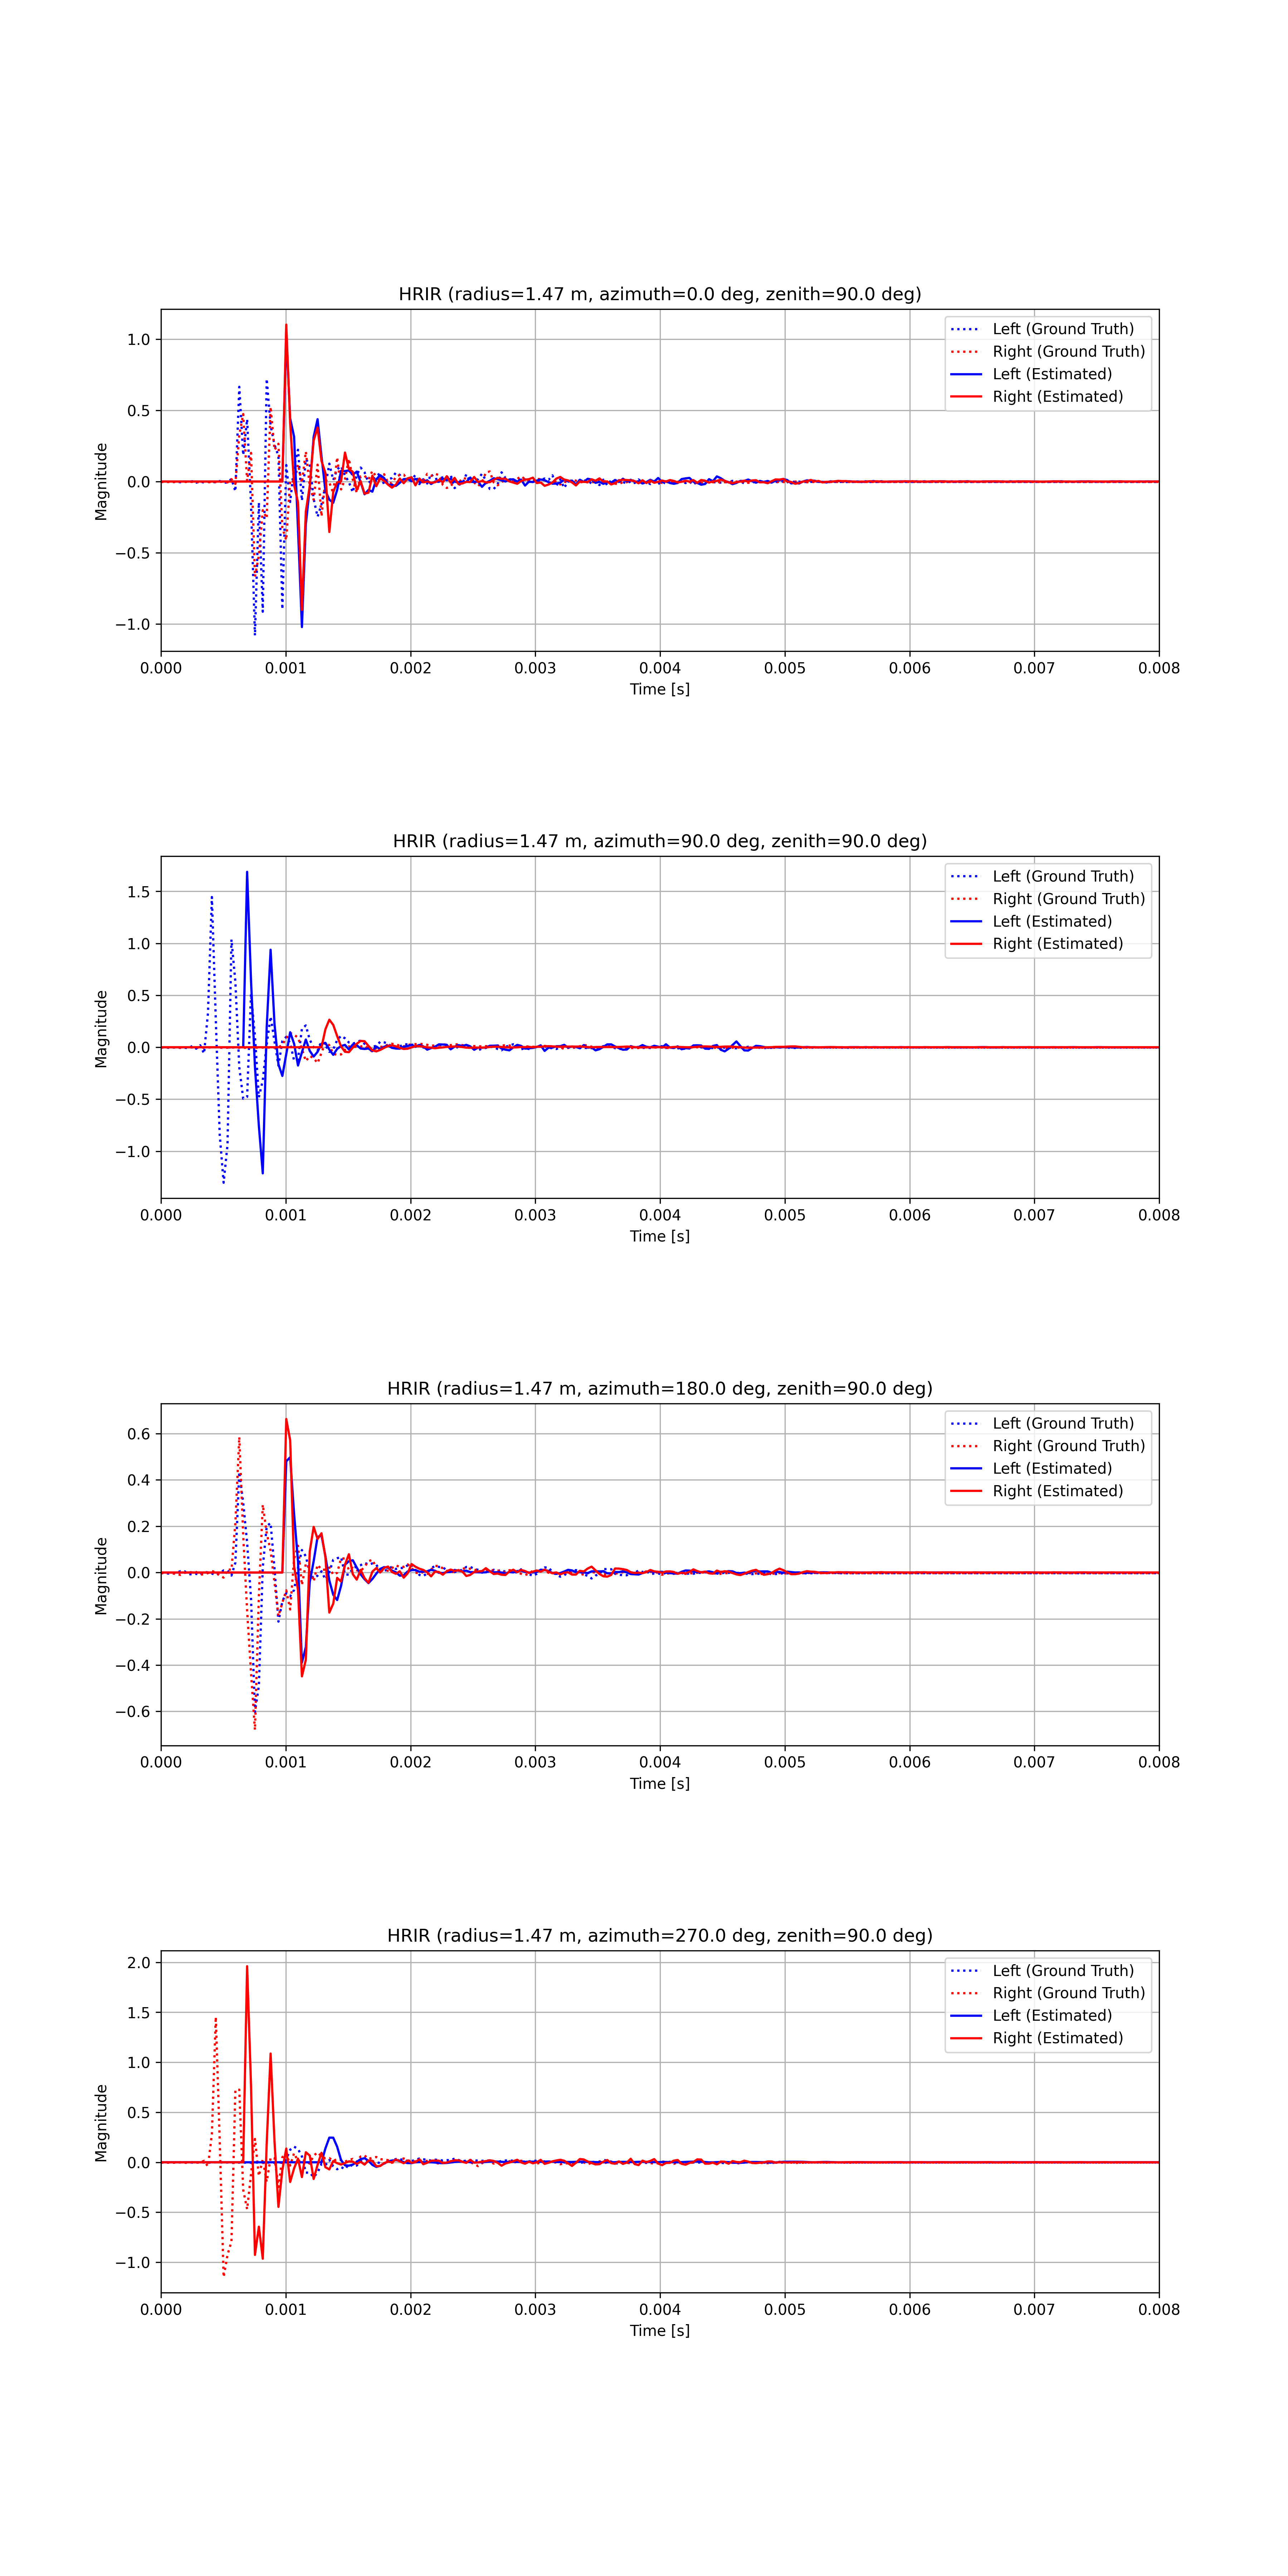 HRIR (radius=1.47 m, azimuth=0.0 deg, zenith=90.0 deg)
Left (Ground Truth)
Right (Ground Truth)
Left (Estimated)
Right (Estimated)
1.0
0.5
0.0
−0.5
−1.0
Magnitude
0.000 0.001 0.002 0.003 0.004 0.005 0.006 0.007 0.008
Time [s]
HRIR (radius=1.47 m, azimuth=90.0 deg, zenith=90.0 deg)
Left (Ground Truth)
Right (Ground Truth)
Left (Estimated)
Right (Estimated)
1.5
1.0
0.5
0.0
−0.5
−1.0
Magnitude
0.000 0.001 0.002 0.003 0.004 0.005 0.006 0.007 0.008
Time [s]
HRIR (radius=1.47 m, azimuth=180.0 deg, zenith=90.0 deg)
Left (Ground Truth)
Right (Ground Truth)
Left (Estimated)
Right (Estimated)
0.6
0.4
0.2
0.0
−0.2
−0.4
−0.6
Magnitude
0.000 0.001 0.002 0.003 0.004 0.005 0.006 0.007 0.008
Time [s]
HRIR (radius=1.47 m, azimuth=270.0 deg, zenith=90.0 deg)
Left (Ground Truth)
Right (Ground Truth)
Left (Estimated)
Right (Estimated)
2.0
1.5
1.0
0.5
0.0
−0.5
−1.0
Magnitude
0.000 0.001 0.002 0.003 0.004 0.005 0.006 0.007 0.008
Time [s]